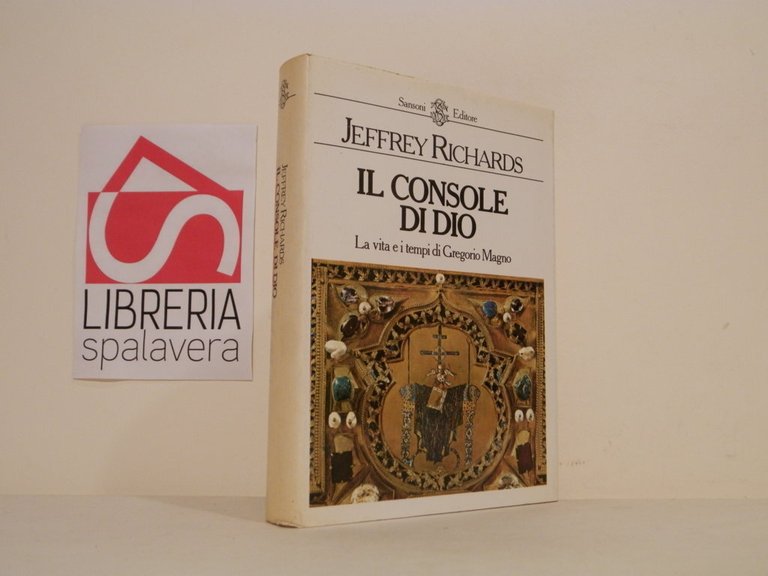 LIBRERIA
spalavera
JEFFREY RICHARDS
IL CONSOLE DI DIO
Sansoni Editore
JEFFREY RICHARDS
IL CONSOLE
DI DIO
La vita e i tempi di Gregorio Magno